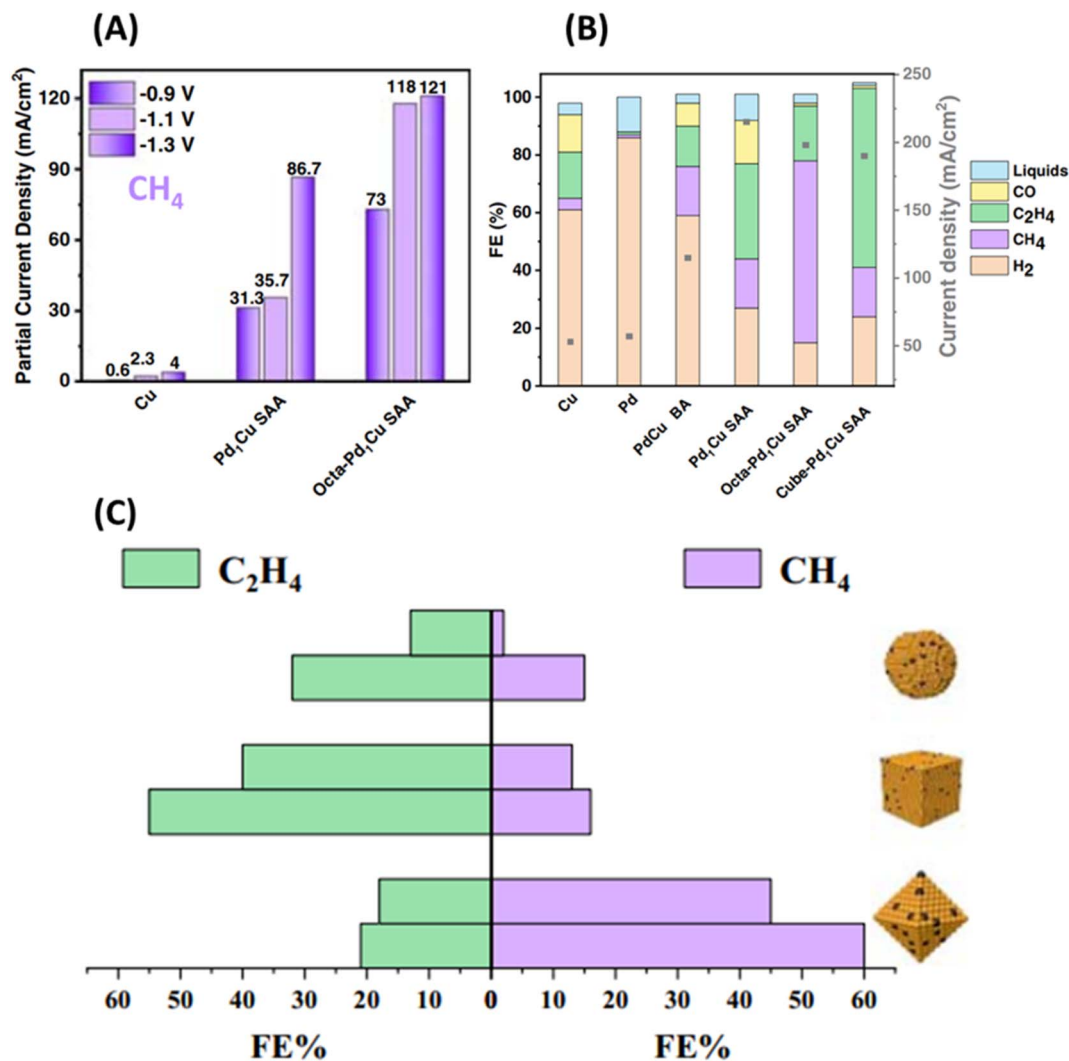 (A)
Partial Current Density (mA/cm²)
120
90
60
30
0
-0.9 V
-1.1 V
-1.3 V
CH₄
0.6
2.3
4
31.3
35.7
86.7
73
118
121
Cu
Pd₁Cu SAA
Octa-Pd₁Cu SAA
(B)
FE (%)
100
80
60
40
20
0
Cu
Pd
PdCu BA
Pd₁Cu SAA
Octa-Pd₁Cu SAA
Cube-Pd₁Cu SAA
250
200
150
100
50
Current density (mA/cm²)
Liquids
CO
C₂H₄
CH₄
H₂
(C)
C₂H₄
CH₄
60 50 40 30 20 10 0 10 20 30 40 50 60
FE% FE%